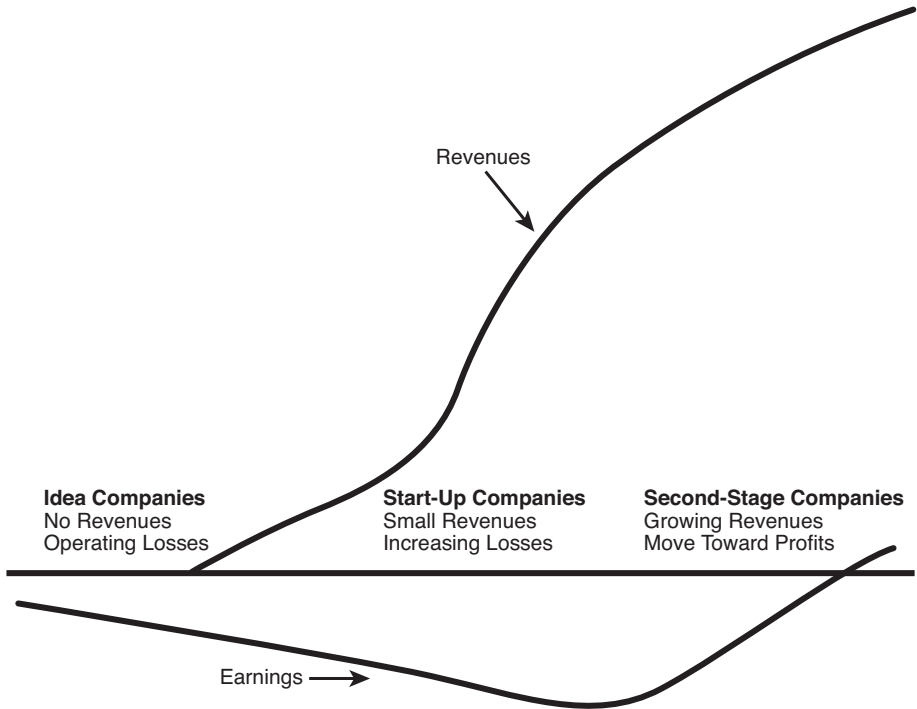 Revenues
Idea Companies
No Revenues
Operating Losses
Start-Up Companies
Small Revenues
Increasing Losses
Second-Stage Companies
Growing Revenues
Move Toward Profits
Earnings